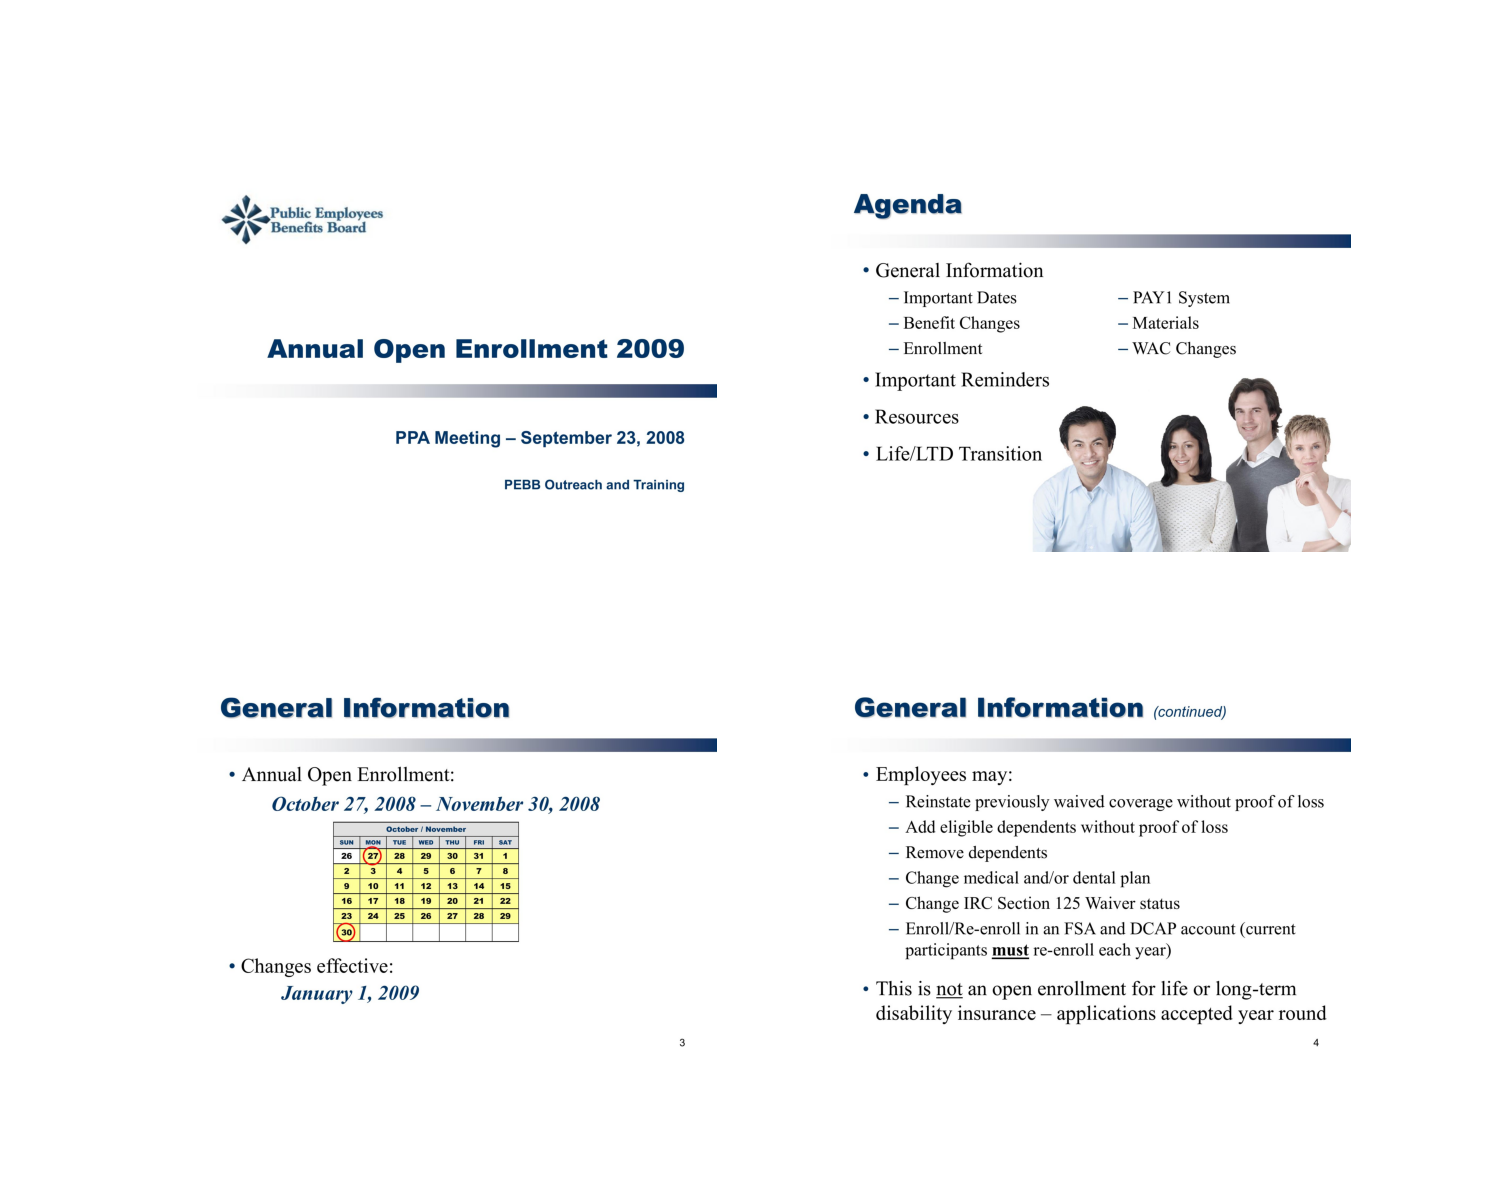 Public Employees
Benefits Board
Annual Open Enrollment 2009
PPA Meeting – September 23, 2008
PEBB Outreach and Training
Agenda
• General Information
– Important Dates
– Benefit Changes
– Enrollment
– PAY1 System
– Materials
– WAC Changes
• Important Reminders
• Resources
• Life/LTD Transition
General Information
• Annual Open Enrollment:
October 27, 2008 – November 30, 2008
October / November
SUN MON TUE WED THU FRI SAT
26 27 28 29 30 31 1
2 3 4 5 6 7 8
9 10 11 12 13 14 15
16 17 18 19 20 21 22
23 24 25 26 27 28 29
30
• Changes effective:
January 1, 2009
3
General Information (continued)
• Employees may:
– Reinstate previously waived coverage without proof of loss
– Add eligible dependents without proof of loss
– Remove dependents
– Change medical and/or dental plan
– Change IRC Section 125 Waiver status
– Enroll/Re-enroll in an FSA and DCAP account (current
participants must re-enroll each year)
• This is not an open enrollment for life or long-term
disability insurance – applications accepted year round
4